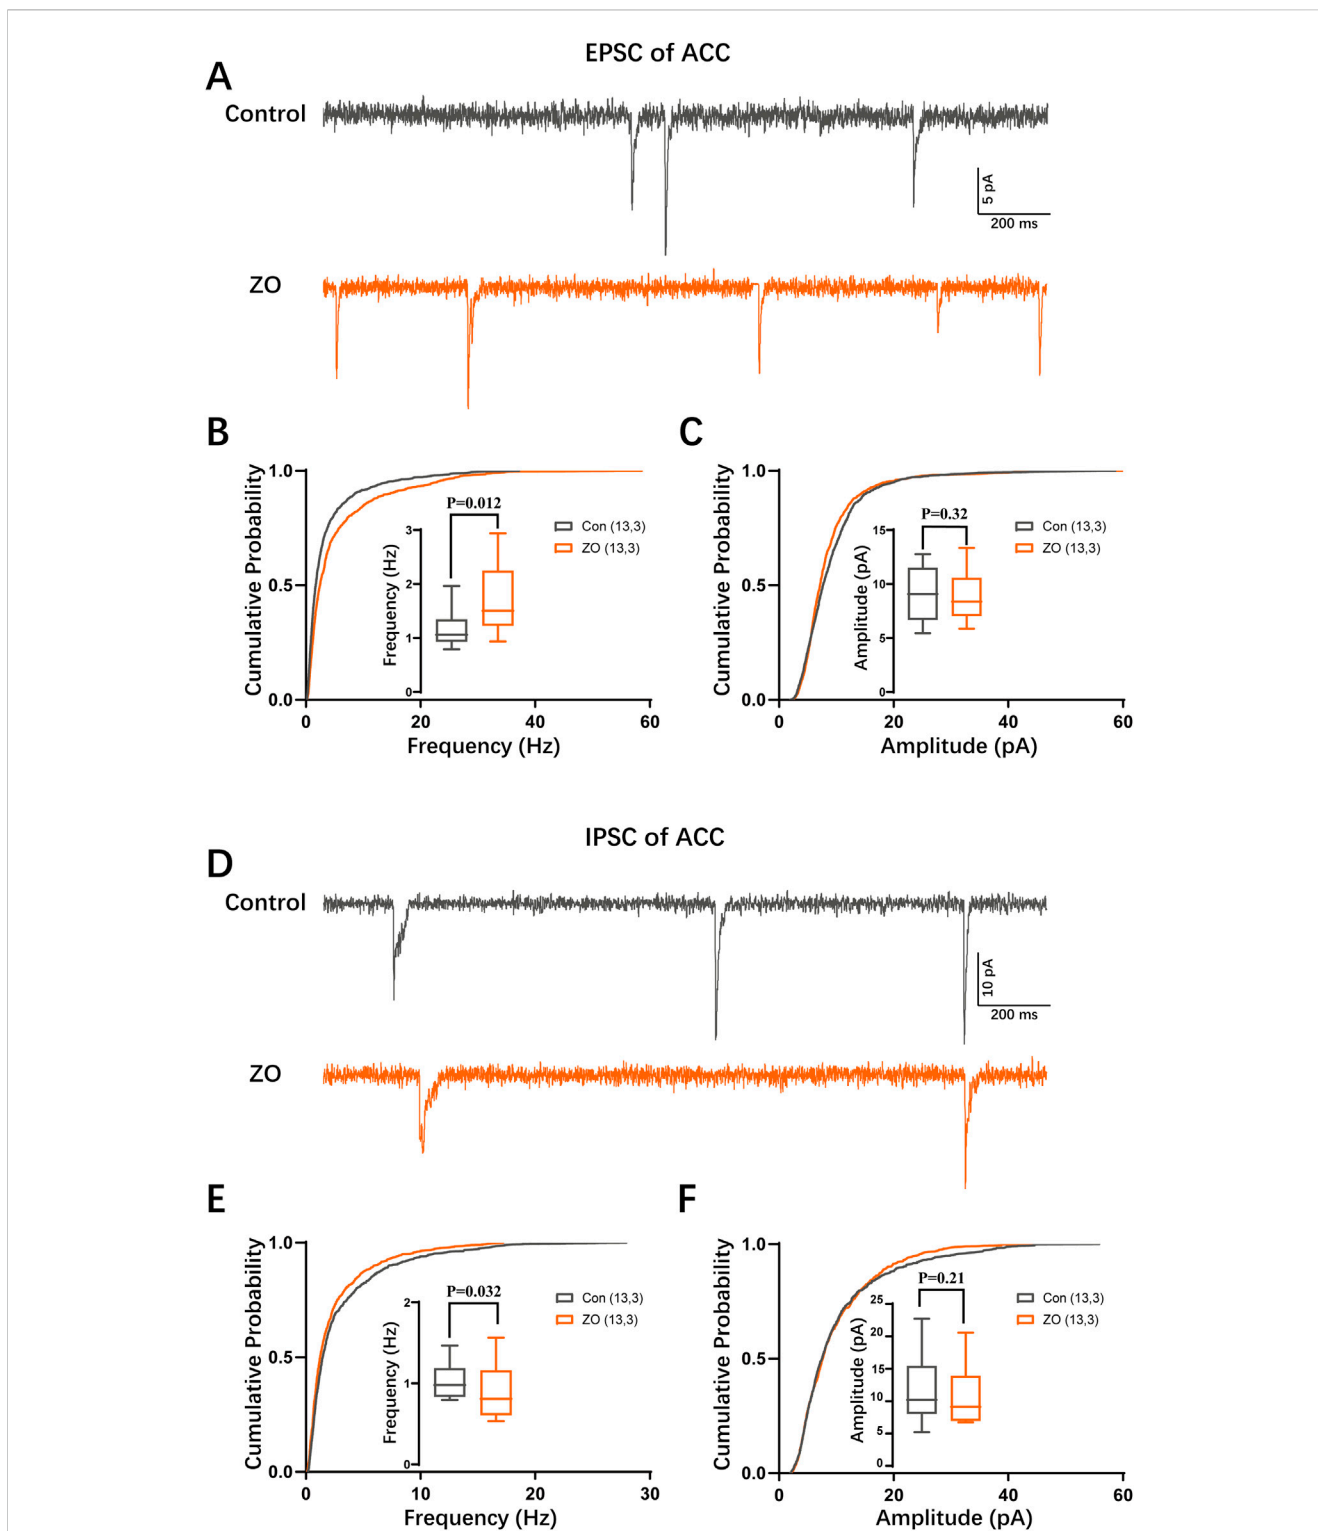 EPSC of ACC
A
Control
5 pA
200 ms
ZO
B
Cumulative Probability
1.0
0.5
0.0
0
20
40
60
Frequency (Hz)
P=0.012
Frequency (Hz)
3
2
1
0
Con (13,3)
ZO (13,3)
C
Cumulative Probability
1.0
0.5
0.0
0
20
40
60
Amplitude (pA)
P=0.32
Amplitude (pA)
15
10
5
0
Con (13,3)
ZO (13,3)
IPSC of ACC
D
Control
10 pA
200 ms
ZO
E
Cumulative Probability
1.0
0.5
0.0
0
10
20
30
Frequency (Hz)
P=0.032
Frequency (Hz)
2
1
0
Con (13,3)
ZO (13,3)
F
Cumulative Probability
1.0
0.5
0.0
0
20
40
60
Amplitude (pA)
P=0.21
Amplitude (pA)
25
20
15
10
5
0
Con (13,3)
ZO (13,3)